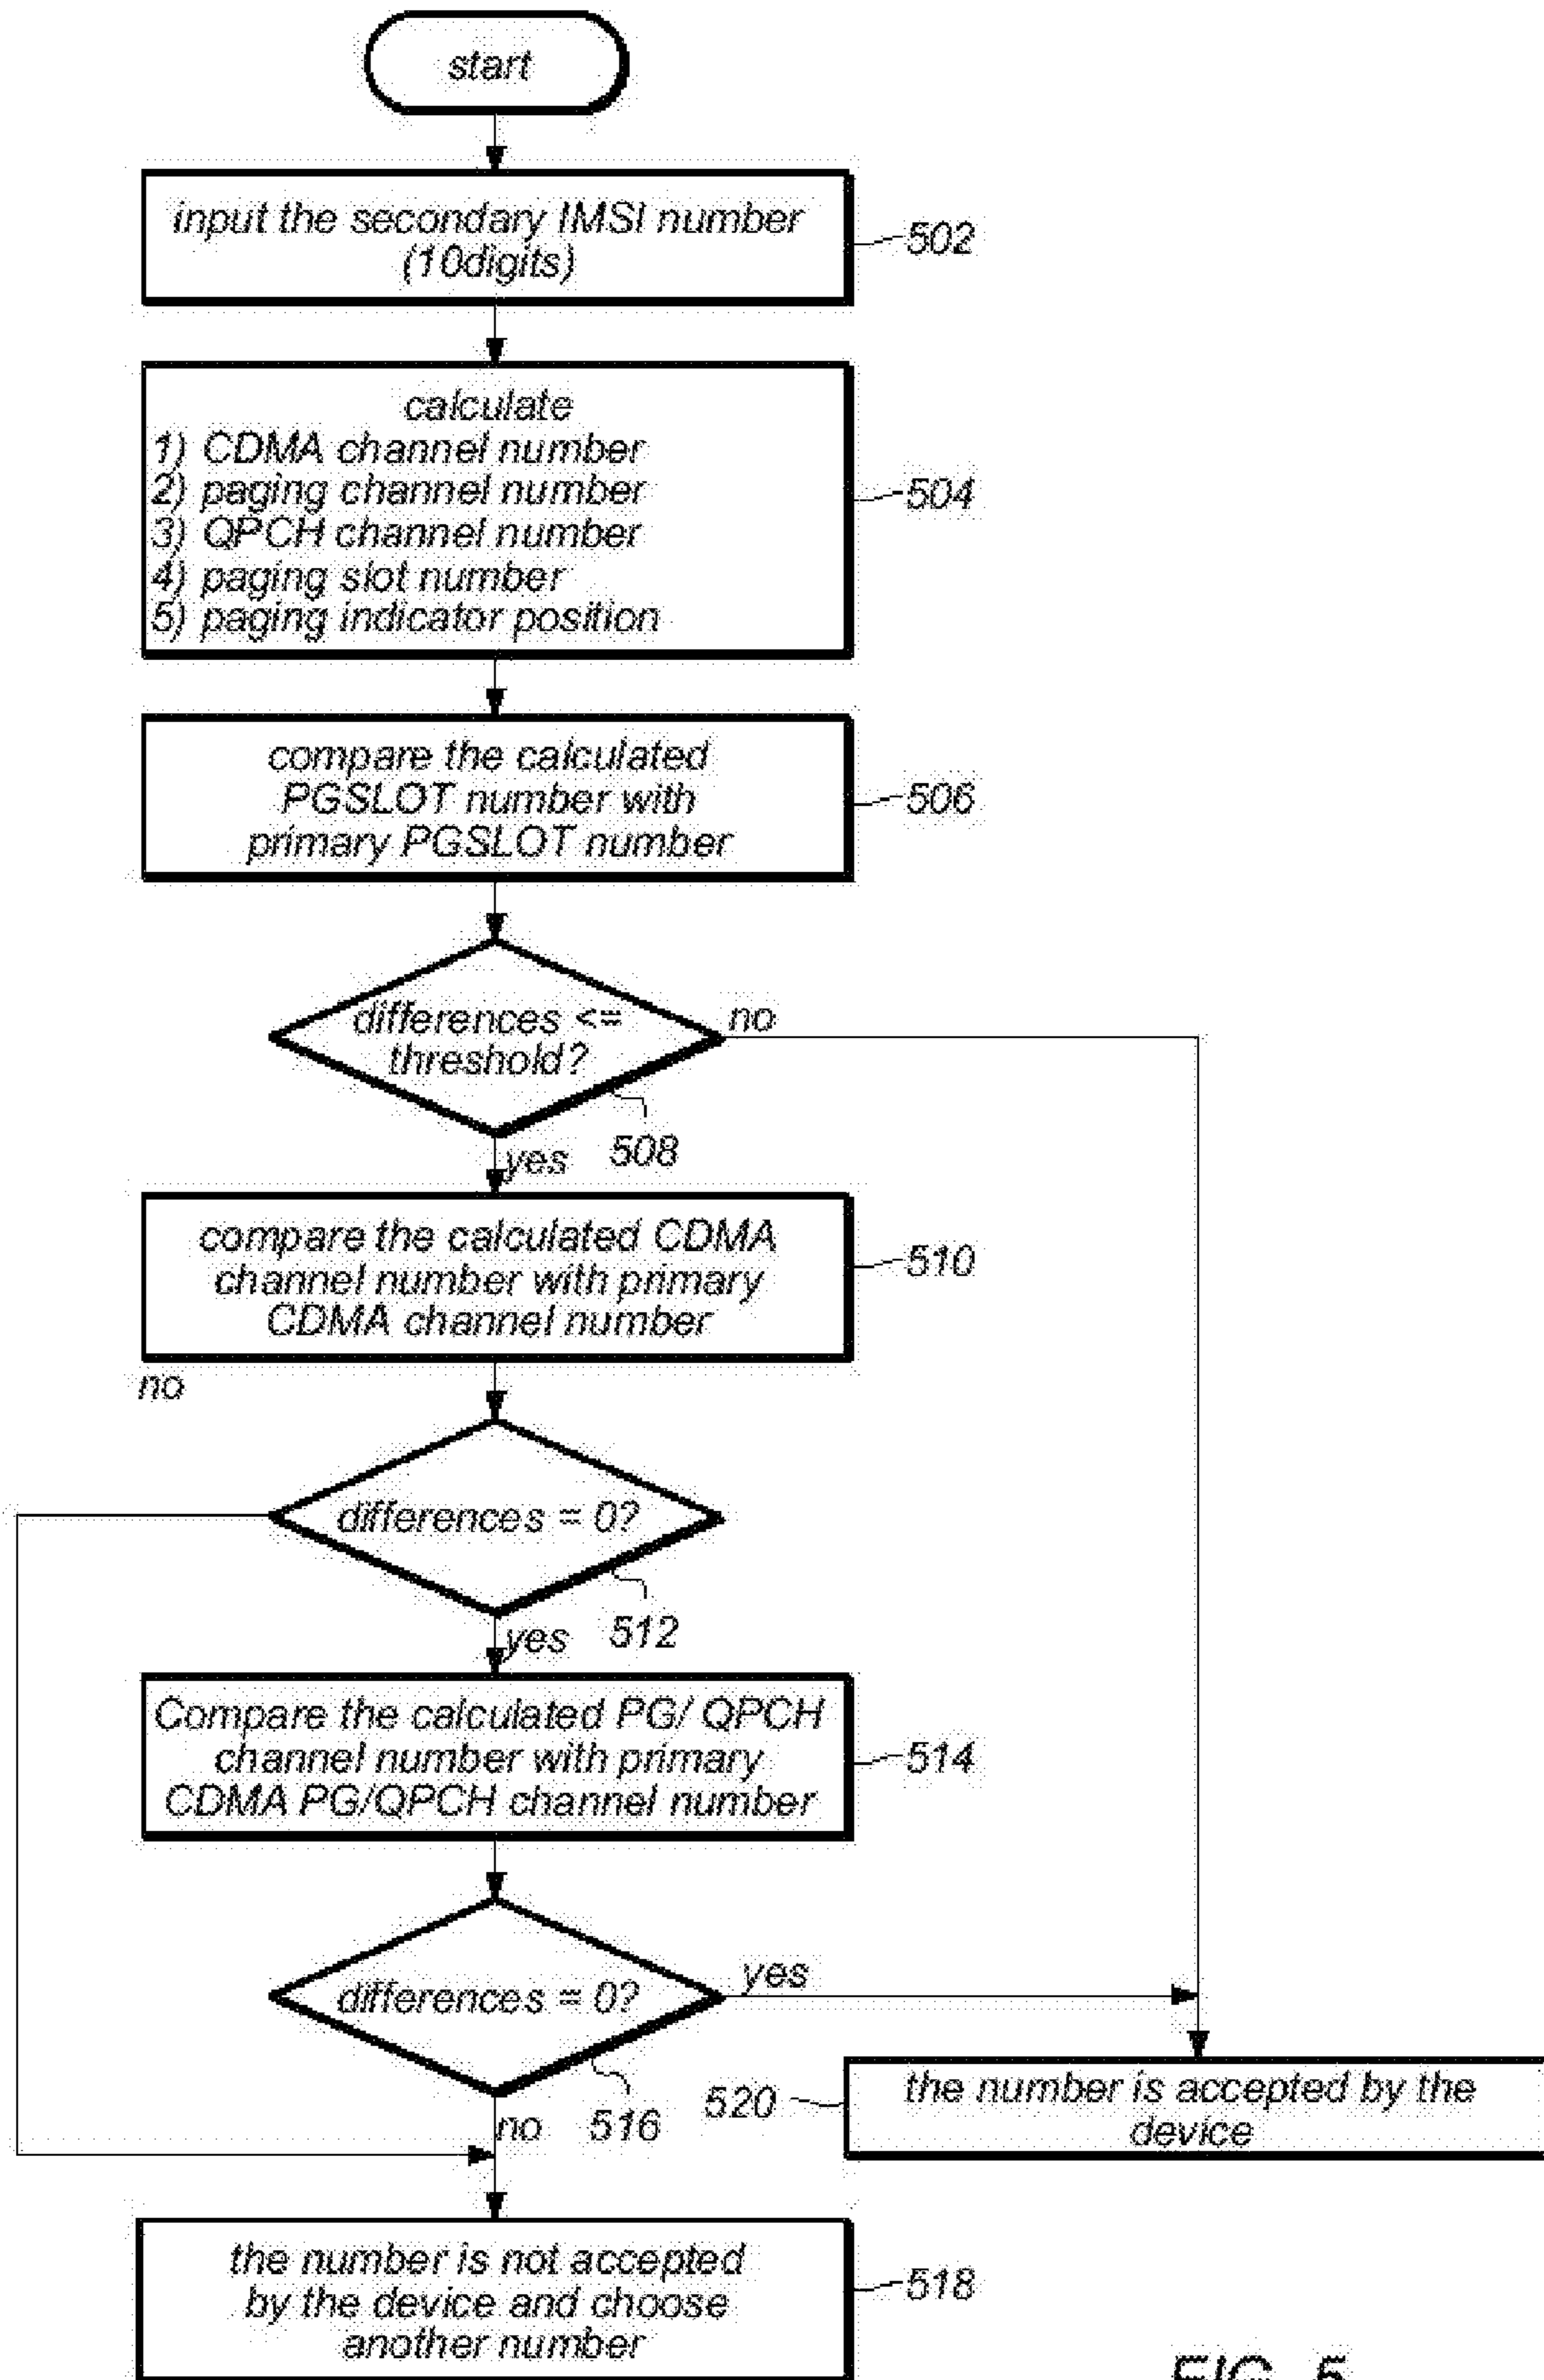 start
input the secondary IMSI number
(10digits)
502
calculate
1) CDMA channel number
2) paging channel number
3) QPCH channel number
4) paging slot number
5) paging indicator position
504
compare the calculated
PGSLOT number with
primary PGSLOT number
506
differences <=
threshold?
no
508
yes
compare the calculated CDMA
channel number with primary
CDMA channel number
510
no
differences = 0?
512
yes
Compare the calculated PG/ QPCH
channel number with primary
CDMA PG/QPCH channel number
514
differences = 0?
yes
516
no
520
the number is accepted by the
device
the number is not accepted
by the device and choose
another number
518
FIG. 5